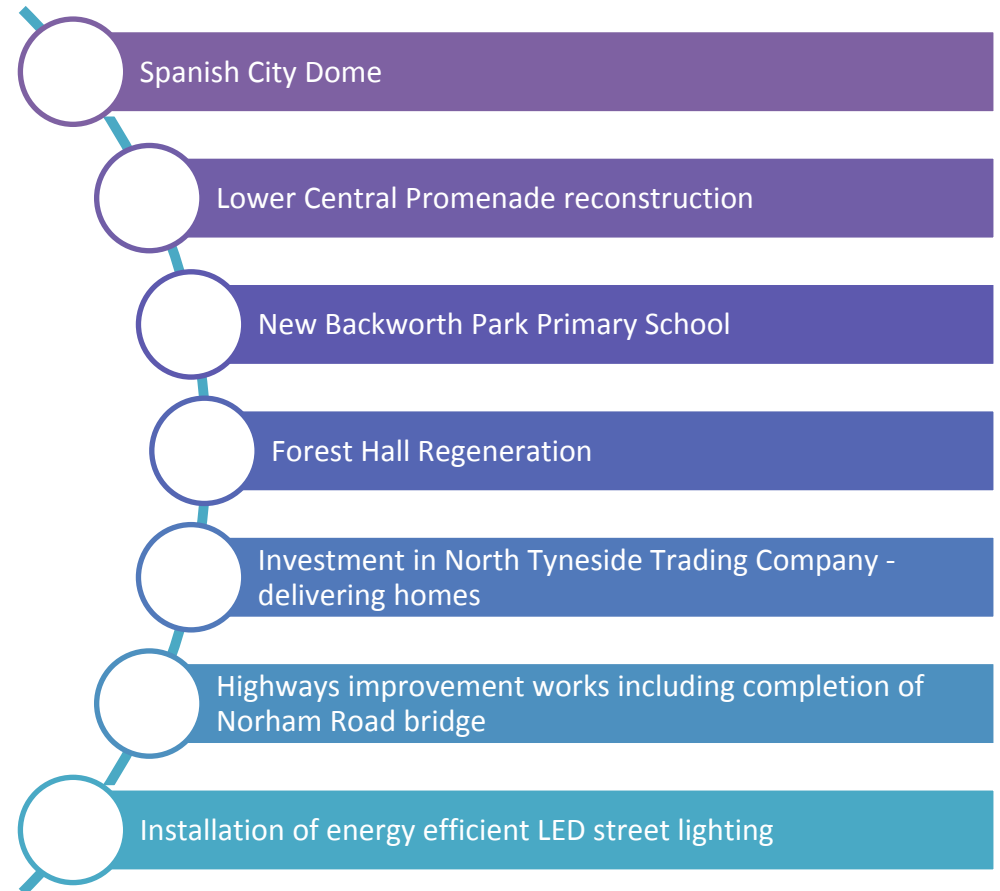 Spanish City Dome
Lower Central Promenade reconstruction
New Backworth Park Primary School
Forest Hall Regeneration
Investment in North Tyneside Trading Company -
delivering homes
Highways improvement works including completion of
Norham Road bridge
Installation of energy efficient LED street lighting